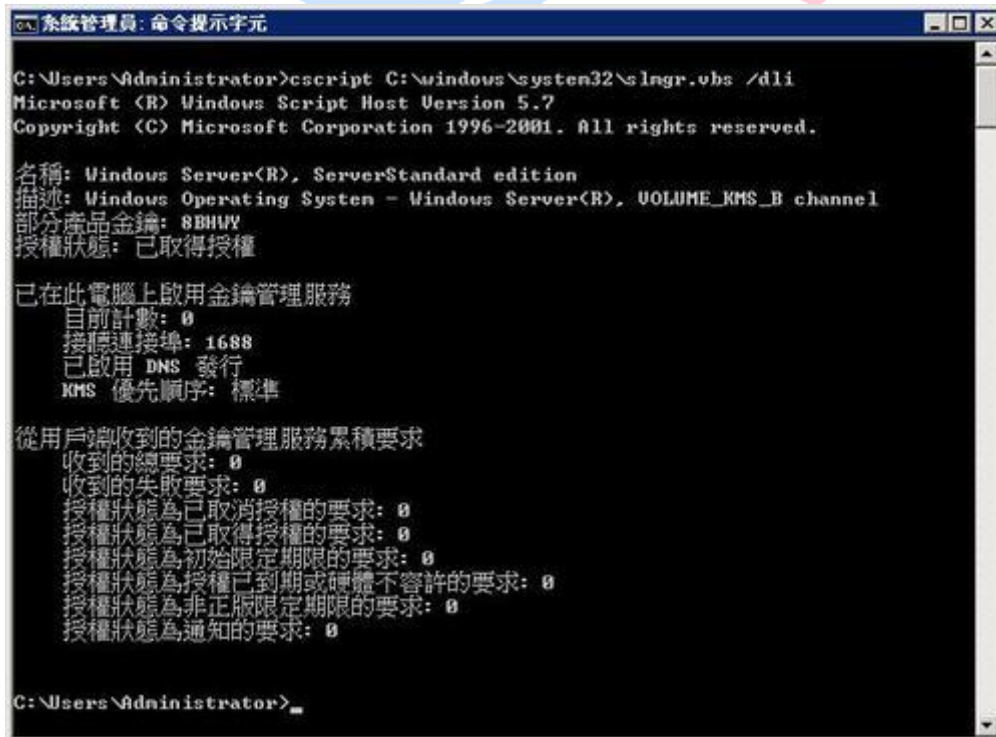 系統管理員: 命令提示字元
C:\Users\Administrator>cscript C:\windows\system32\slmgr.vbs /dli
Microsoft (R) Windows Script Host Version 5.7
Copyright (C) Microsoft Corporation 1996-2001. All rights reserved.
名稱: Windows Server(R), ServerStandard edition
描述: Windows Operating System - Windows Server(R), VOLUME_KMS_B channel
部分產品金鑰: 8BHWY
授權狀態: 已取得授權
已在此電腦上啟用金鑰管理服務
目前計數: 0
接聽連接埠: 1688
已啟用 DNS 發行
KMS 優先順序: 標準
從用戶端收到的金鑰管理服務累積要求
收到的總要求: 0
收到的失敗要求: 0
授權狀態為已取消授權的要求: 0
授權狀態為已取得授權的要求: 0
授權狀態為初始限定期限的要求: 0
授權狀態為授權已到期或硬體不容許的要求: 0
授權狀態為非正版限定期限的要求: 0
授權狀態為通知的要求: 0
C:\Users\Administrator>_